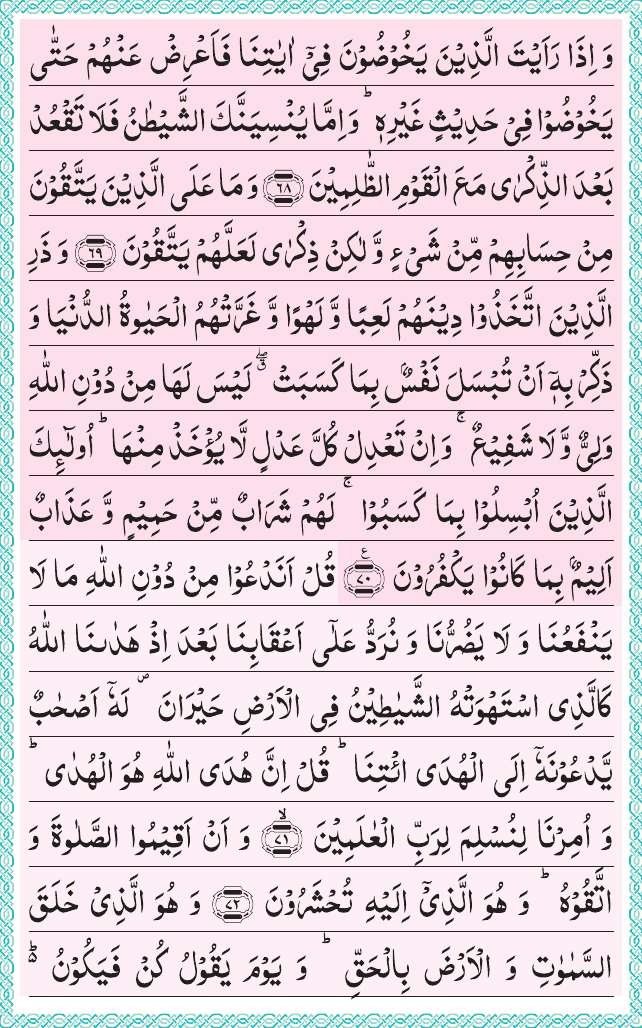 وَ اِذَا رَاَيْتَ الَّذِيْنَ يَخُوْضُوْنَ فِيْۤ اٰيٰتِنَا فَاَعْرِضْ عَنْهُمْ حَتّٰى
يَخُوْضُوْا فِيْ حَدِيْثٍ غَيْرِهٖ ؕ وَاِمَّا يُنْسِيَنَّكَ الشَّيْطٰنُ فَلَا تَقْعُدْ
بَعْدَ الذِّكْرٰى مَعَ الْقَوْمِ الظّٰلِمِيْنَ ﴿۶۸﴾ وَ مَا عَلَى الَّذِيْنَ يَتَّقُوْنَ
مِنْ حِسَابِهِمْ مِّنْ شَيْءٍ وَّ لٰكِنْ ذِكْرٰى لَعَلَّهُمْ يَتَّقُوْنَ ﴿۶۹﴾ وَ ذَرِ
الَّذِيْنَ اتَّخَذُوْا دِيْنَهُمْ لَعِبًا وَّ لَهْوًا وَّ غَرَّتْهُمُ الْحَيٰوةُ الدُّنْيَا وَ
ذَكِّرْ بِهٖۤ اَنْ تُبْسَلَ نَفْسٌۢ بِمَا كَسَبَتْ ۗۖ لَيْسَ لَهَا مِنْ دُوْنِ اللّٰهِ
وَلِيٌّ وَّ لَا شَفِيْعٌ ۚ وَاِنْ تَعْدِلْ كُلَّ عَدْلٍ لَّا يُؤْخَذْ مِنْهَا ؕ اُولٰٓئِكَ
الَّذِيْنَ اُبْسِلُوْا بِمَا كَسَبُوْا ۚ لَهُمْ شَرَابٌ مِّنْ حَمِيْمٍ وَّ عَذَابٌ
اَلِيْمٌۢ بِمَا كَانُوْا يَكْفُرُوْنَ ﴿۷۰﴾ ع قُلْ اَنَدْعُوْا مِنْ دُوْنِ اللّٰهِ مَا لَا
يَنْفَعُنَا وَ لَا يَضُرُّنَا وَ نُرَدُّ عَلٰۤى اَعْقَابِنَا بَعْدَ اِذْ هَدٰىنَا اللّٰهُ
كَالَّذِى اسْتَهْوَتْهُ الشَّيٰطِيْنُ فِى الْاَرْضِ حَيْرَانَ ۪ لَهٗۤ اَصْحٰبٌ
يَّدْعُوْنَهٗۤ اِلَى الْهُدَى ائْتِنَا ؕ قُلْ اِنَّ هُدَى اللّٰهِ هُوَ الْهُدٰى ؕ
وَ اُمِرْنَا لِنُسْلِمَ لِرَبِّ الْعٰلَمِيْنَ ۙ﴿۷۱﴾ وَ اَنْ اَقِيْمُوا الصَّلٰوةَ وَ
اتَّقُوْهُ ؕ وَ هُوَ الَّذِيْۤ اِلَيْهِ تُحْشَرُوْنَ ﴿۷۲﴾ وَ هُوَ الَّذِيْ خَلَقَ
السَّمٰوٰتِ وَ الْاَرْضَ بِالْحَقِّ ؕ وَ يَوْمَ يَقُوْلُ كُنْ فَيَكُوْنُ ؕ۬